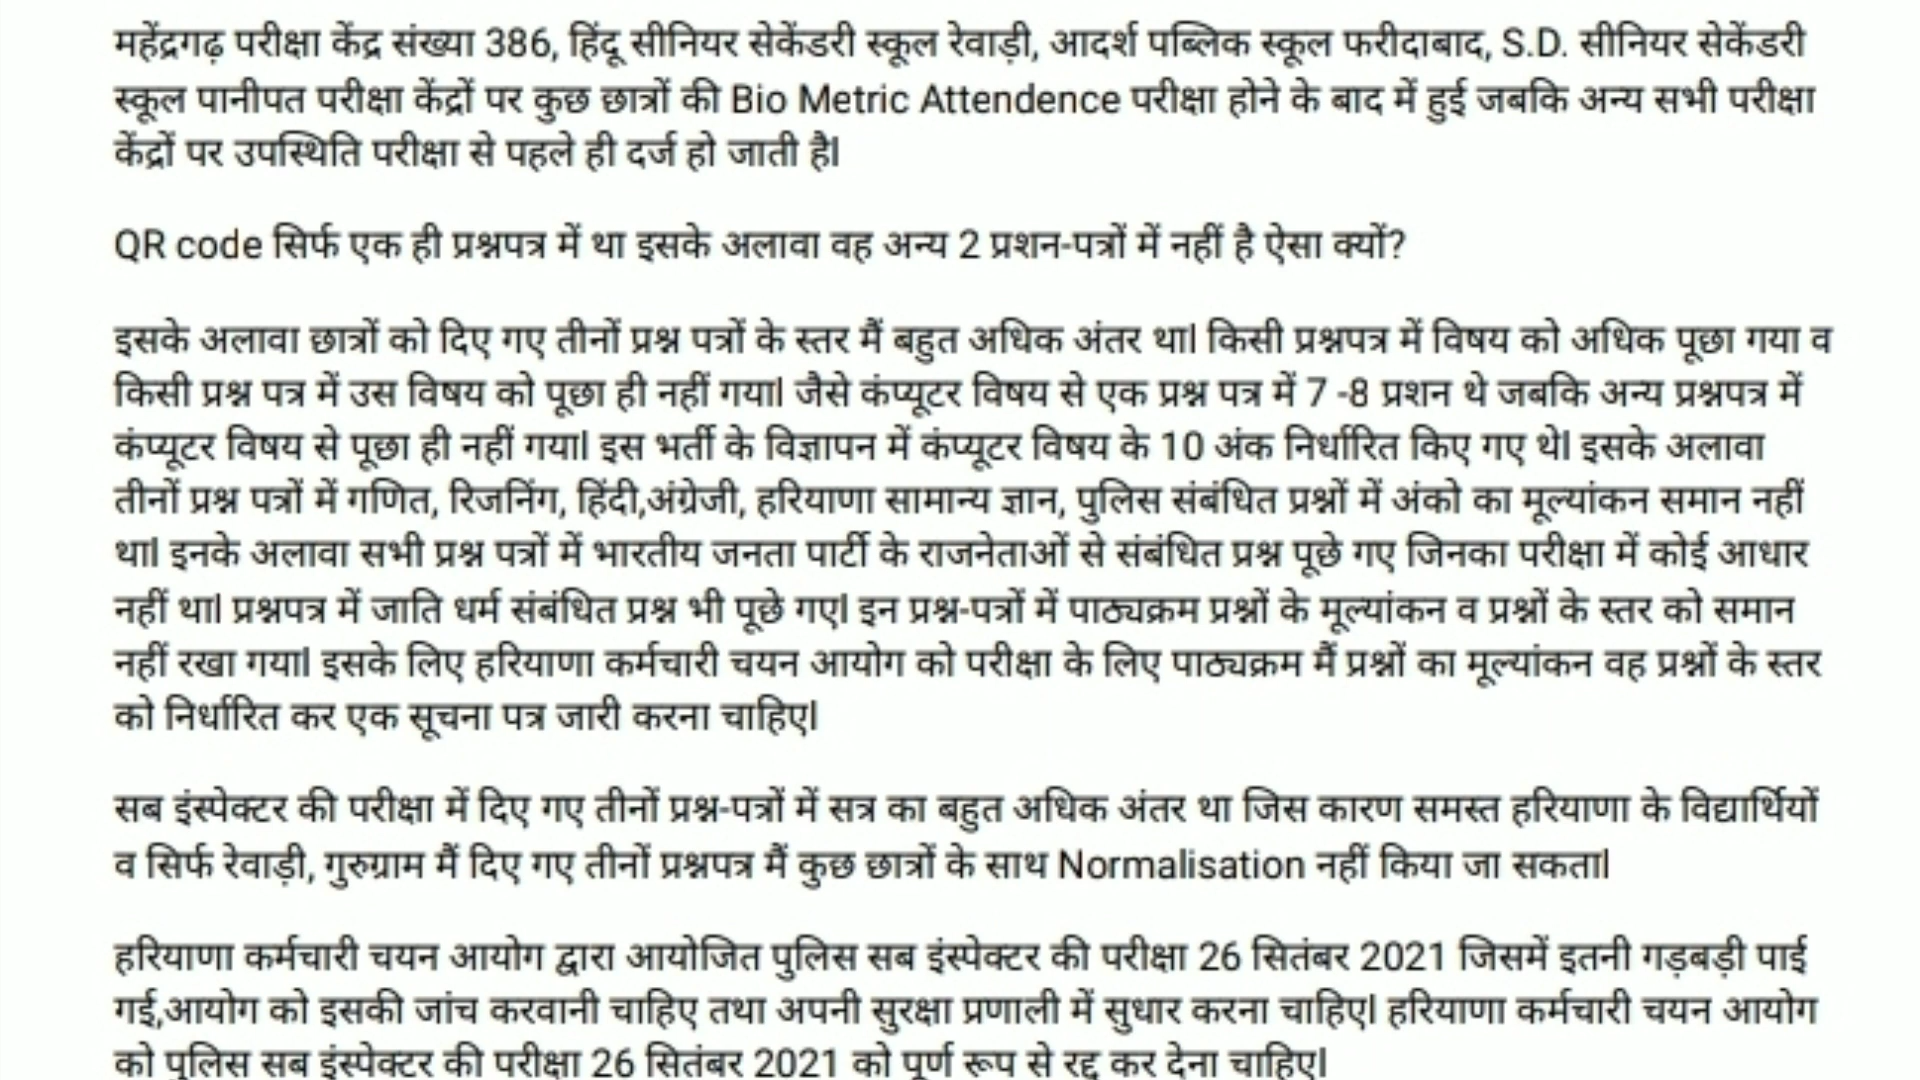 महेंद्रगढ़ परीक्षा केंद्र संख्या 386, हिंदू सीनियर सेकेंडरी स्कूल रेवाड़ी, आदर्श पब्लिक स्कूल फरीदाबाद, S.D. सीनियर सेकेंडरी
स्कूल पानीपत परीक्षा केंद्रों पर कुछ छात्रों की Bio Metric Attendence परीक्षा होने के बाद में हुई जबकि अन्य सभी परीक्षा
केंद्रों पर उपस्थिति परीक्षा से पहले ही दर्ज हो जाती है।
QR code सिर्फ एक ही प्रश्नपत्र में था इसके अलावा वह अन्य 2 प्रशन-पत्रों में नहीं है ऐसा क्यों?
इसके अलावा छात्रों को दिए गए तीनों प्रश्न पत्रों के स्तर मैं बहुत अधिक अंतर था। किसी प्रश्नपत्र में विषय को अधिक पूछा गया व
किसी प्रश्न पत्र में उस विषय को पूछा ही नहीं गया। जैसे कंप्यूटर विषय से एक प्रश्न पत्र में 7 -8 प्रशन थे जबकि अन्य प्रश्नपत्र में
कंप्यूटर विषय से पूछा ही नहीं गया। इस भर्ती के विज्ञापन में कंप्यूटर विषय के 10 अंक निर्धारित किए गए थे। इसके अलावा
तीनों प्रश्न पत्रों में गणित, रिजनिंग, हिंदी,अंग्रेजी, हरियाणा सामान्य ज्ञान, पुलिस संबंधित प्रश्नों में अंको का मूल्यांकन समान नहीं
था। इनके अलावा सभी प्रश्न पत्रों में भारतीय जनता पार्टी के राजनेताओं से संबंधित प्रश्न पूछे गए जिनका परीक्षा में कोई आधार
नहीं था। प्रश्नपत्र में जाति धर्म संबंधित प्रश्न भी पूछे गए। इन प्रश्न-पत्रों में पाठ्यक्रम प्रश्नों के मूल्यांकन व प्रश्नों के स्तर को समान
नहीं रखा गया। इसके लिए हरियाणा कर्मचारी चयन आयोग को परीक्षा के लिए पाठ्यक्रम मैं प्रश्नों का मूल्यांकन वह प्रश्नों के स्तर
को निर्धारित कर एक सूचना पत्र जारी करना चाहिए।
सब इंस्पेक्टर की परीक्षा में दिए गए तीनों प्रश्न-पत्रों में सत्र का बहुत अधिक अंतर था जिस कारण समस्त हरियाणा के विद्यार्थियों
व सिर्फ रेवाड़ी, गुरुग्राम मैं दिए गए तीनों प्रश्नपत्र मैं कुछ छात्रों के साथ Normalisation नहीं किया जा सकता।
हरियाणा कर्मचारी चयन आयोग द्वारा आयोजित पुलिस सब इंस्पेक्टर की परीक्षा 26 सितंबर 2021 जिसमें इतनी गड़बड़ी पाई
गई,आयोग को इसकी जांच करवानी चाहिए तथा अपनी सुरक्षा प्रणाली में सुधार करना चाहिए। हरियाणा कर्मचारी चयन आयोग
को पुलिस सब इंस्पेक्टर की परीक्षा 26 सितंबर 2021 को पूर्ण रूप से रद्द कर देना चाहिए।